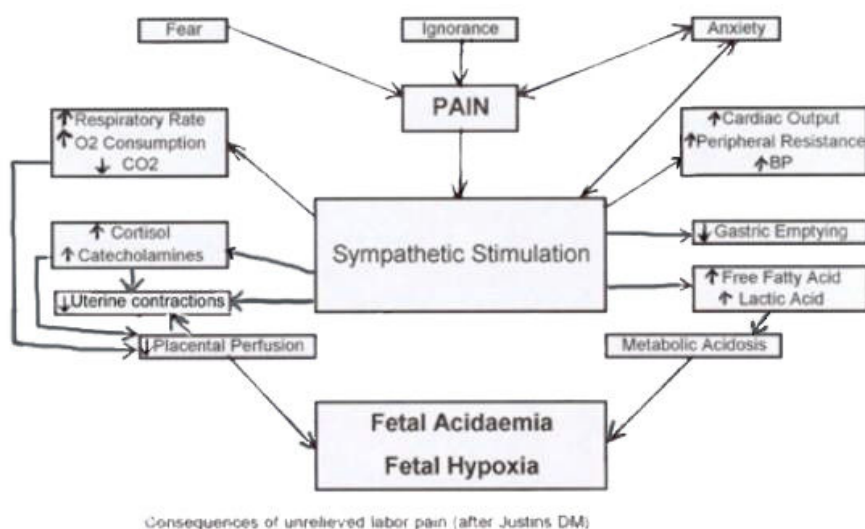 Fear
Ignorance
Anxiety
PAIN
↑Respiratory Rate
↑O2 Consumption
↓ CO2
↑Cardiac Output
↑Peripheral Resistance
↑BP
Sympathetic Stimulation
↑ Cortisol
↑ Catecholamines
↓Gastric Emptying
↓Uterine contractions
↑Free Fatty Acid
↑ Lactic Acid
↓Placental Perfusion
Metabolic Acidosis
Fetal Acidaemia
Fetal Hypoxia
Consequences of unrelieved labor pain (after Justins DM)